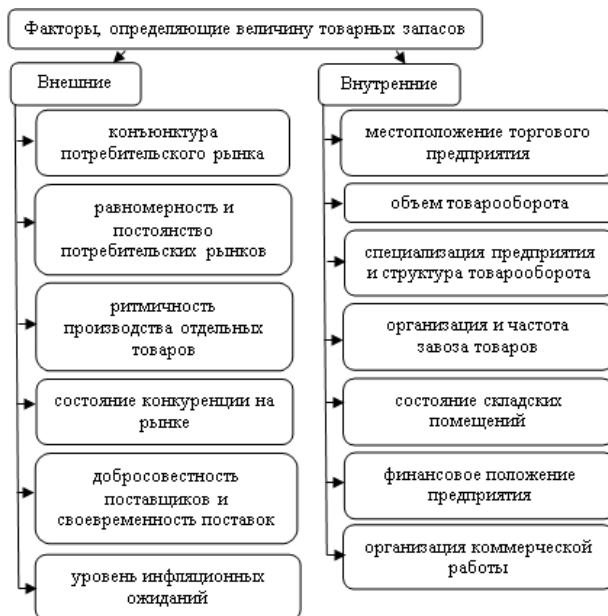 Факторы, определяющие величину товарных запасов
Внешние
конъюнктура
потребительского рынка
равномерность и
постоянство
потребительских рынков
ритмичность
производства отдельных
товаров
состояние конкуренции на
рынке
добросовестность
поставщиков и
своевременность поставок
уровень инфляционных
ожиданий
Внутренние
местоположение торгового
предприятия
объем товарооборота
специализация предприятия
и структура товарооборота
организация и частота
завоза товаров
состояние складских
помещений
финансовое положение
предприятия
организация коммерческой
работы